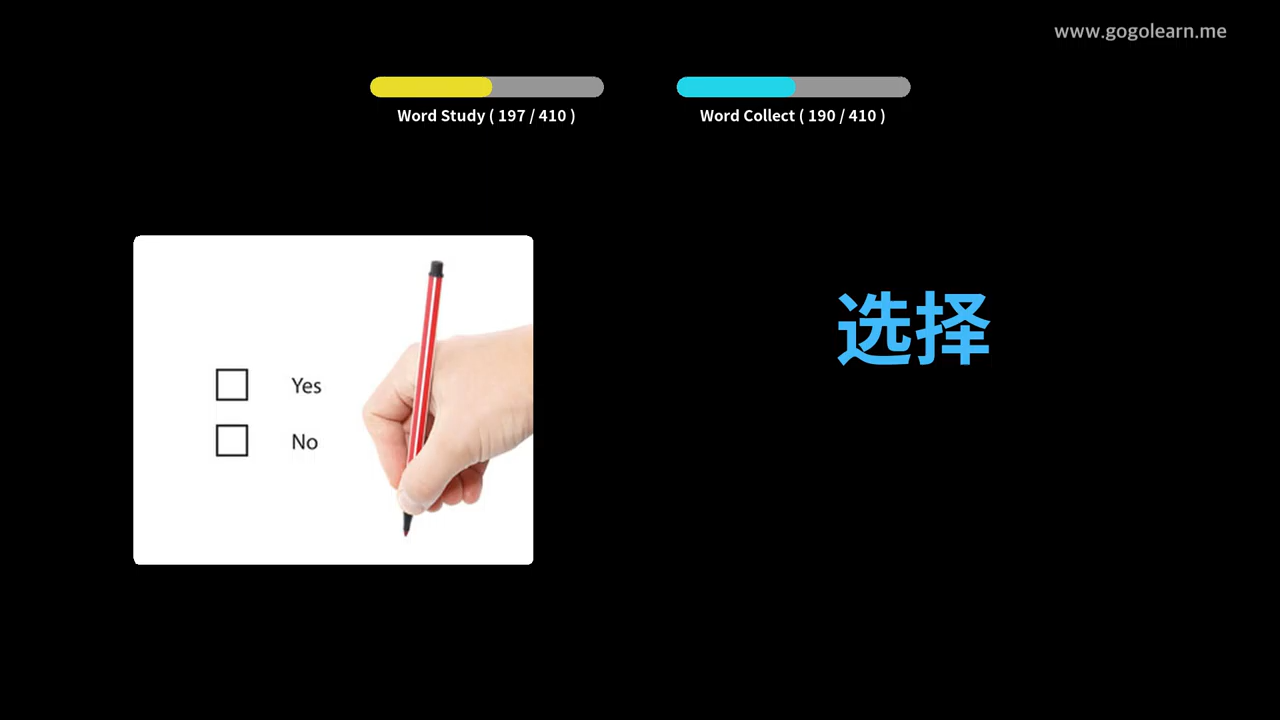 www.gogolearn.me
Word Study ( 197 / 410 )
Word Collect ( 190 / 410 )
Yes
No
选择